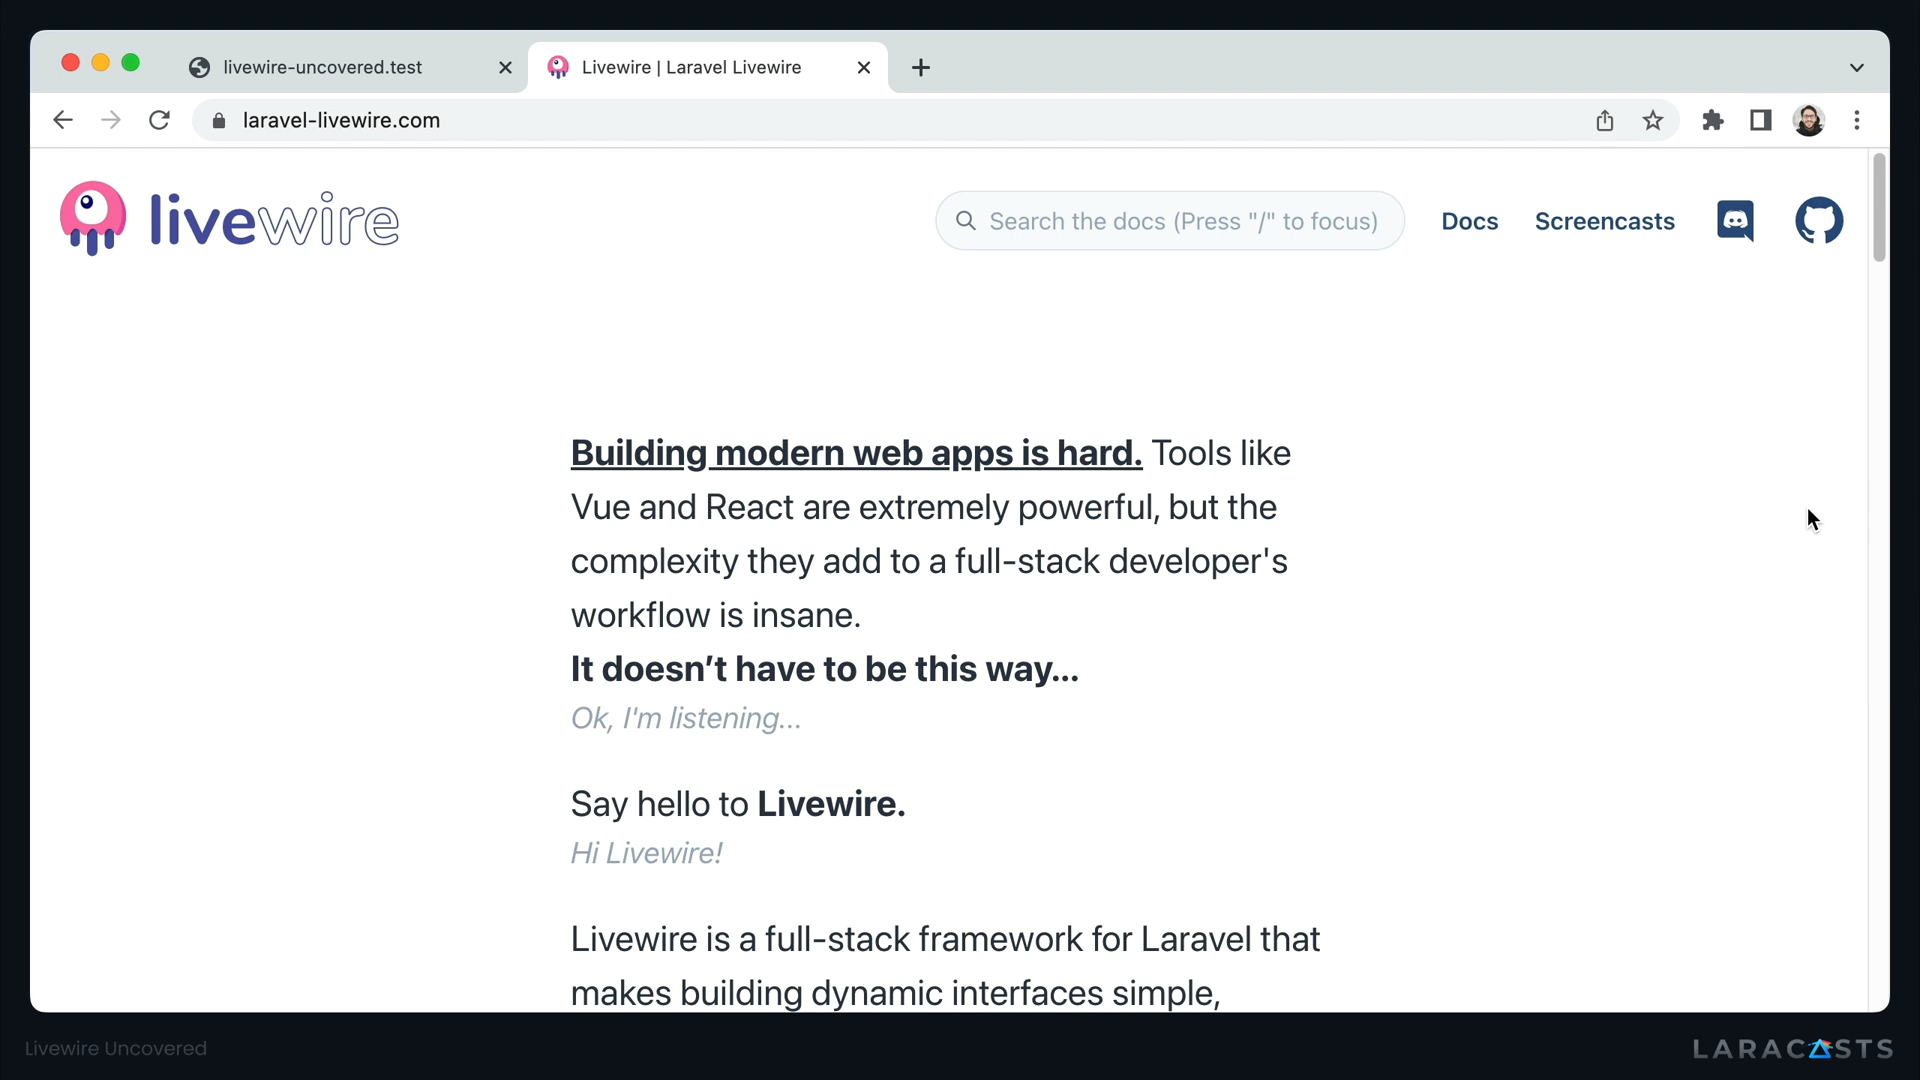 livewire-uncovered.test
Livewire | Laravel Livewire
laravel-livewire.com
livewire
Search the docs (Press "/" to focus)
Docs
Screencasts
Building modern web apps is hard. Tools like
Vue and React are extremely powerful, but the
complexity they add to a full-stack developer's
workflow is insane.
It doesn’t have to be this way...
Ok, I'm listening...
Say hello to Livewire.
Hi Livewire!
Livewire is a full-stack framework for Laravel that
makes building dynamic interfaces simple,
Livewire Uncovered
LARACASTS